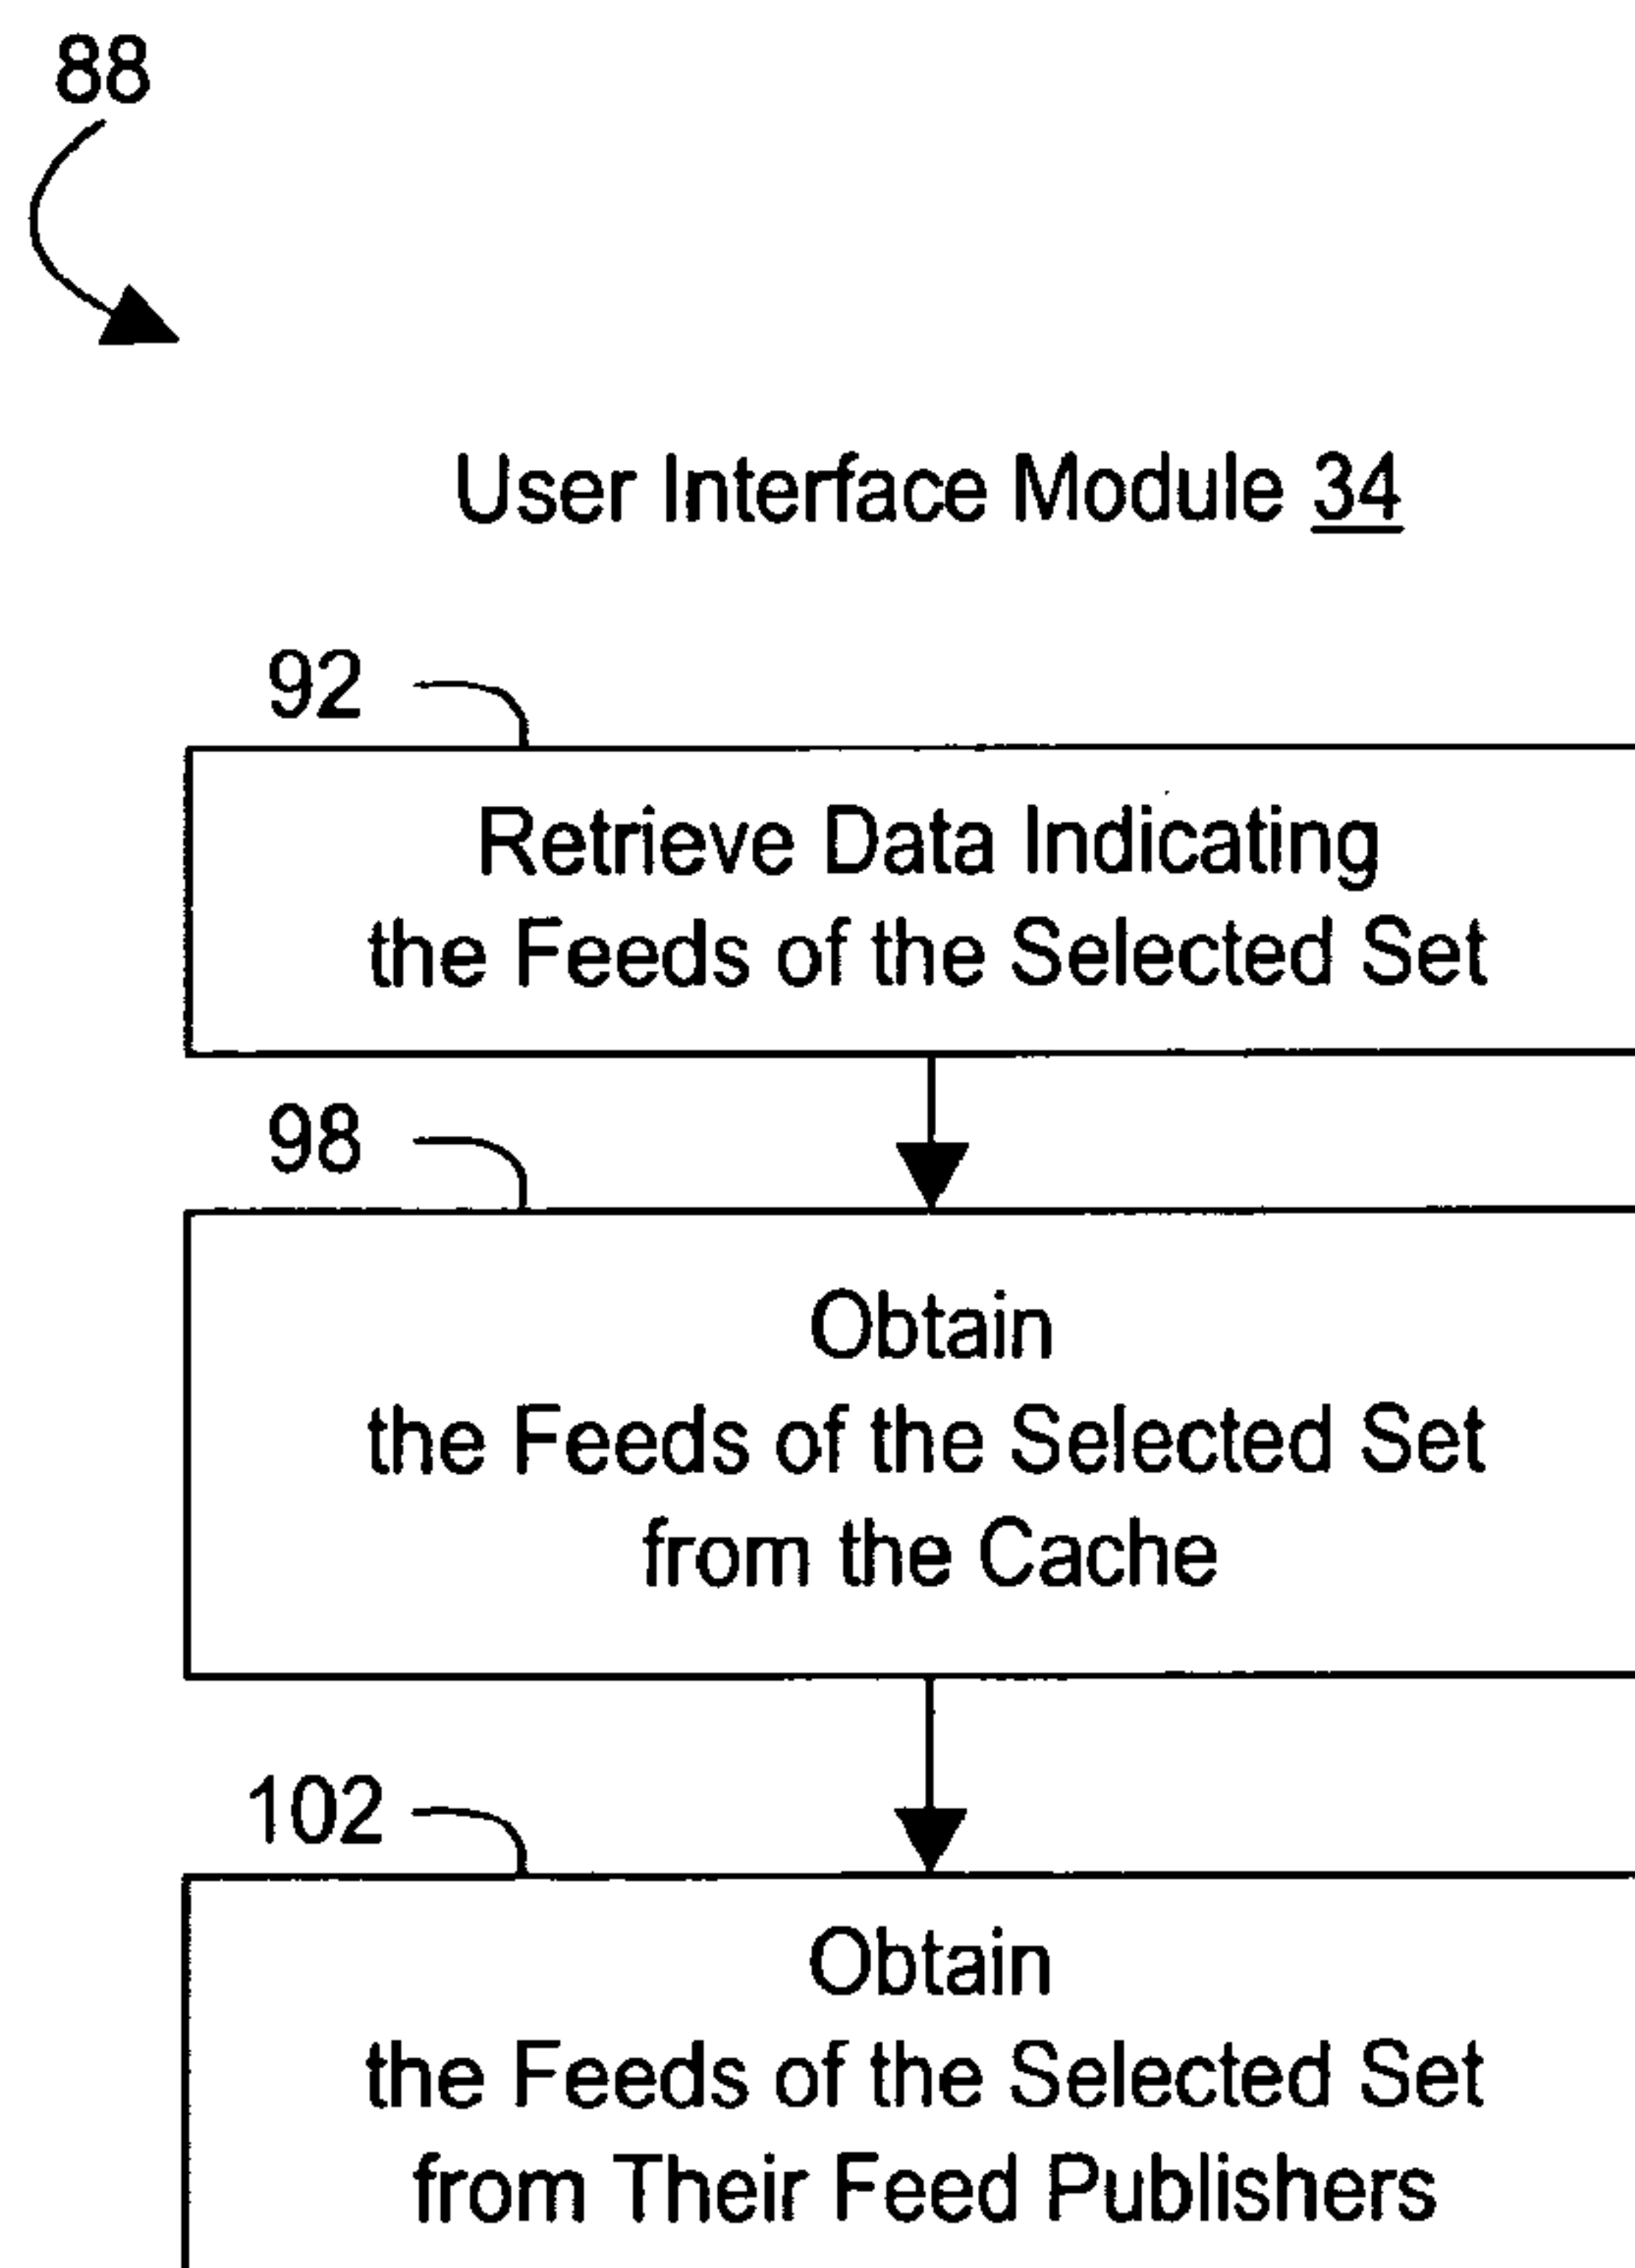 88
User Interface Module 34
92
Retrieve Data Indicating
the Feeds of the Selected Set
98
Obtain
the Feeds of the Selected Set
from the Cache
102
Obtain
the Feeds of the Selected Set
from Their Feed Publishers